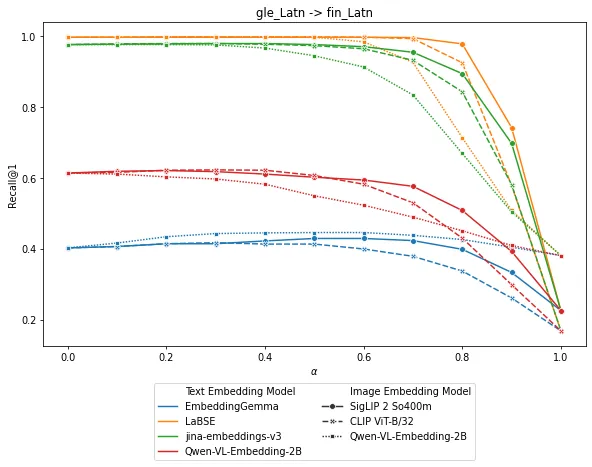 gle_Latn -> fin_Latn
Recall@1
1.0
0.8
0.6
0.4
0.2
0.0 0.2 0.4 0.6 0.8 1.0
α
Text Embedding Model
EmbeddingGemma
LaBSE
jina-embeddings-v3
Qwen-VL-Embedding-2B
Image Embedding Model
SigLIP 2 So400m
CLIP ViT-B/32
Qwen-VL-Embedding-2B